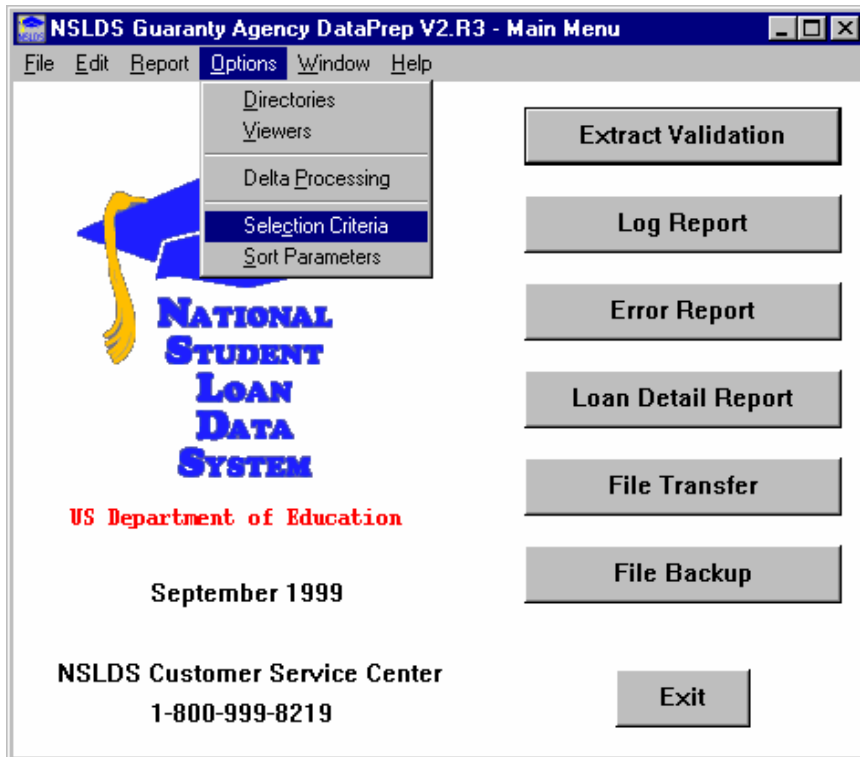 NSLDS Guaranty Agency DataPrep V2.R3 - Main Menu
File Edit Report Options Window Help
Directories
Viewers
Delta Processing
Selection Criteria
Sort Parameters
NATIONAL
STUDENT
LOAN
DATA
SYSTEM
US Department of Education
September 1999
NSLDS Customer Service Center
1-800-999-8219
Extract Validation
Log Report
Error Report
Loan Detail Report
File Transfer
File Backup
Exit